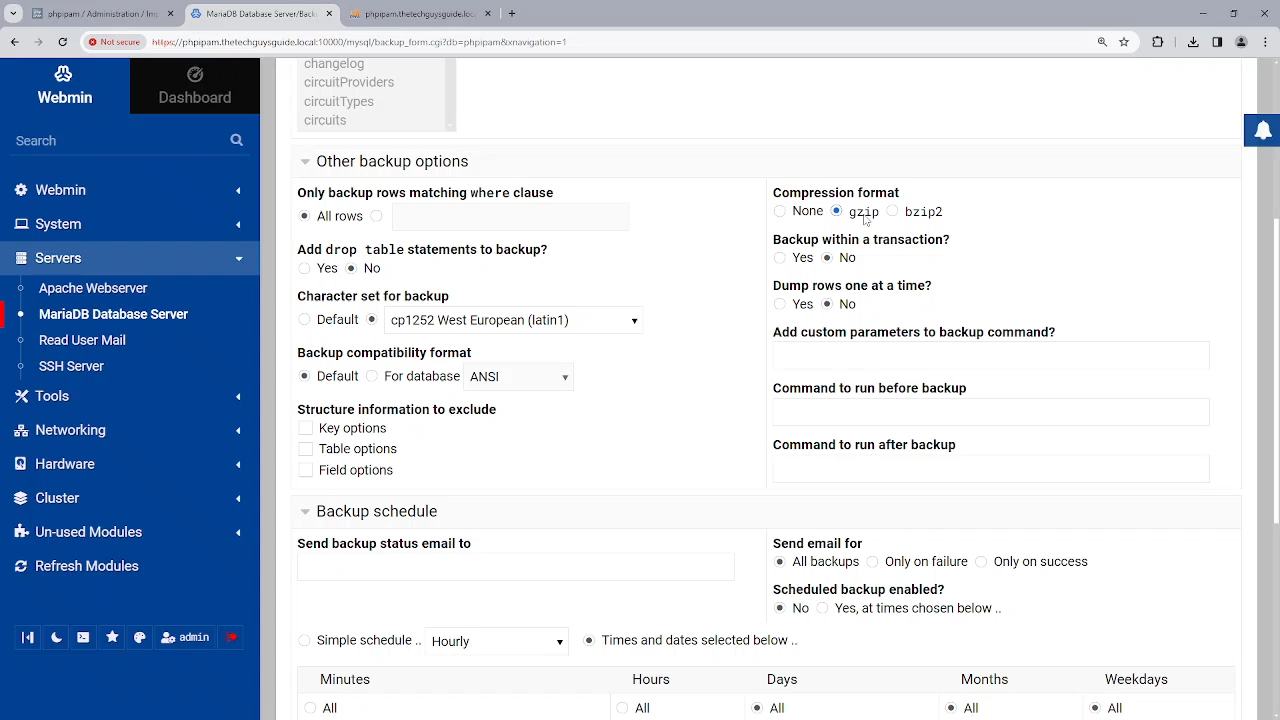 phpipam / Administration / Ins
MariaDB Database Server/Back
phpipam.thetechguysguide.loc
Not secure
https://phpipam.thetechguysguide.local:10000/mysql/backup_form.cgi?db=phpipam&xnavigation=1
Webmin
Dashboard
Search
Webmin
System
Servers
Apache Webserver
MariaDB Database Server
Read User Mail
SSH Server
Tools
Networking
Hardware
Cluster
Un-used Modules
Refresh Modules
admin
changelog
circuitProviders
circuitTypes
circuits
Other backup options
Only backup rows matching where clause
All rows
Add drop table statements to backup?
Yes No
Character set for backup
Default cp1252 West European (latin1)
Backup compatibility format
Default For database ANSI
Structure information to exclude
Key options
Table options
Field options
Compression format
None gzip bzip2
Backup within a transaction?
Yes No
Dump rows one at a time?
Yes No
Add custom parameters to backup command?
Command to run before backup
Command to run after backup
Backup schedule
Send backup status email to
Send email for
All backups Only on failure Only on success
Scheduled backup enabled?
No Yes, at times chosen below ..
Simple schedule .. Hourly Times and dates selected below ..
Minutes Hours Days Months Weekdays
All All All All All